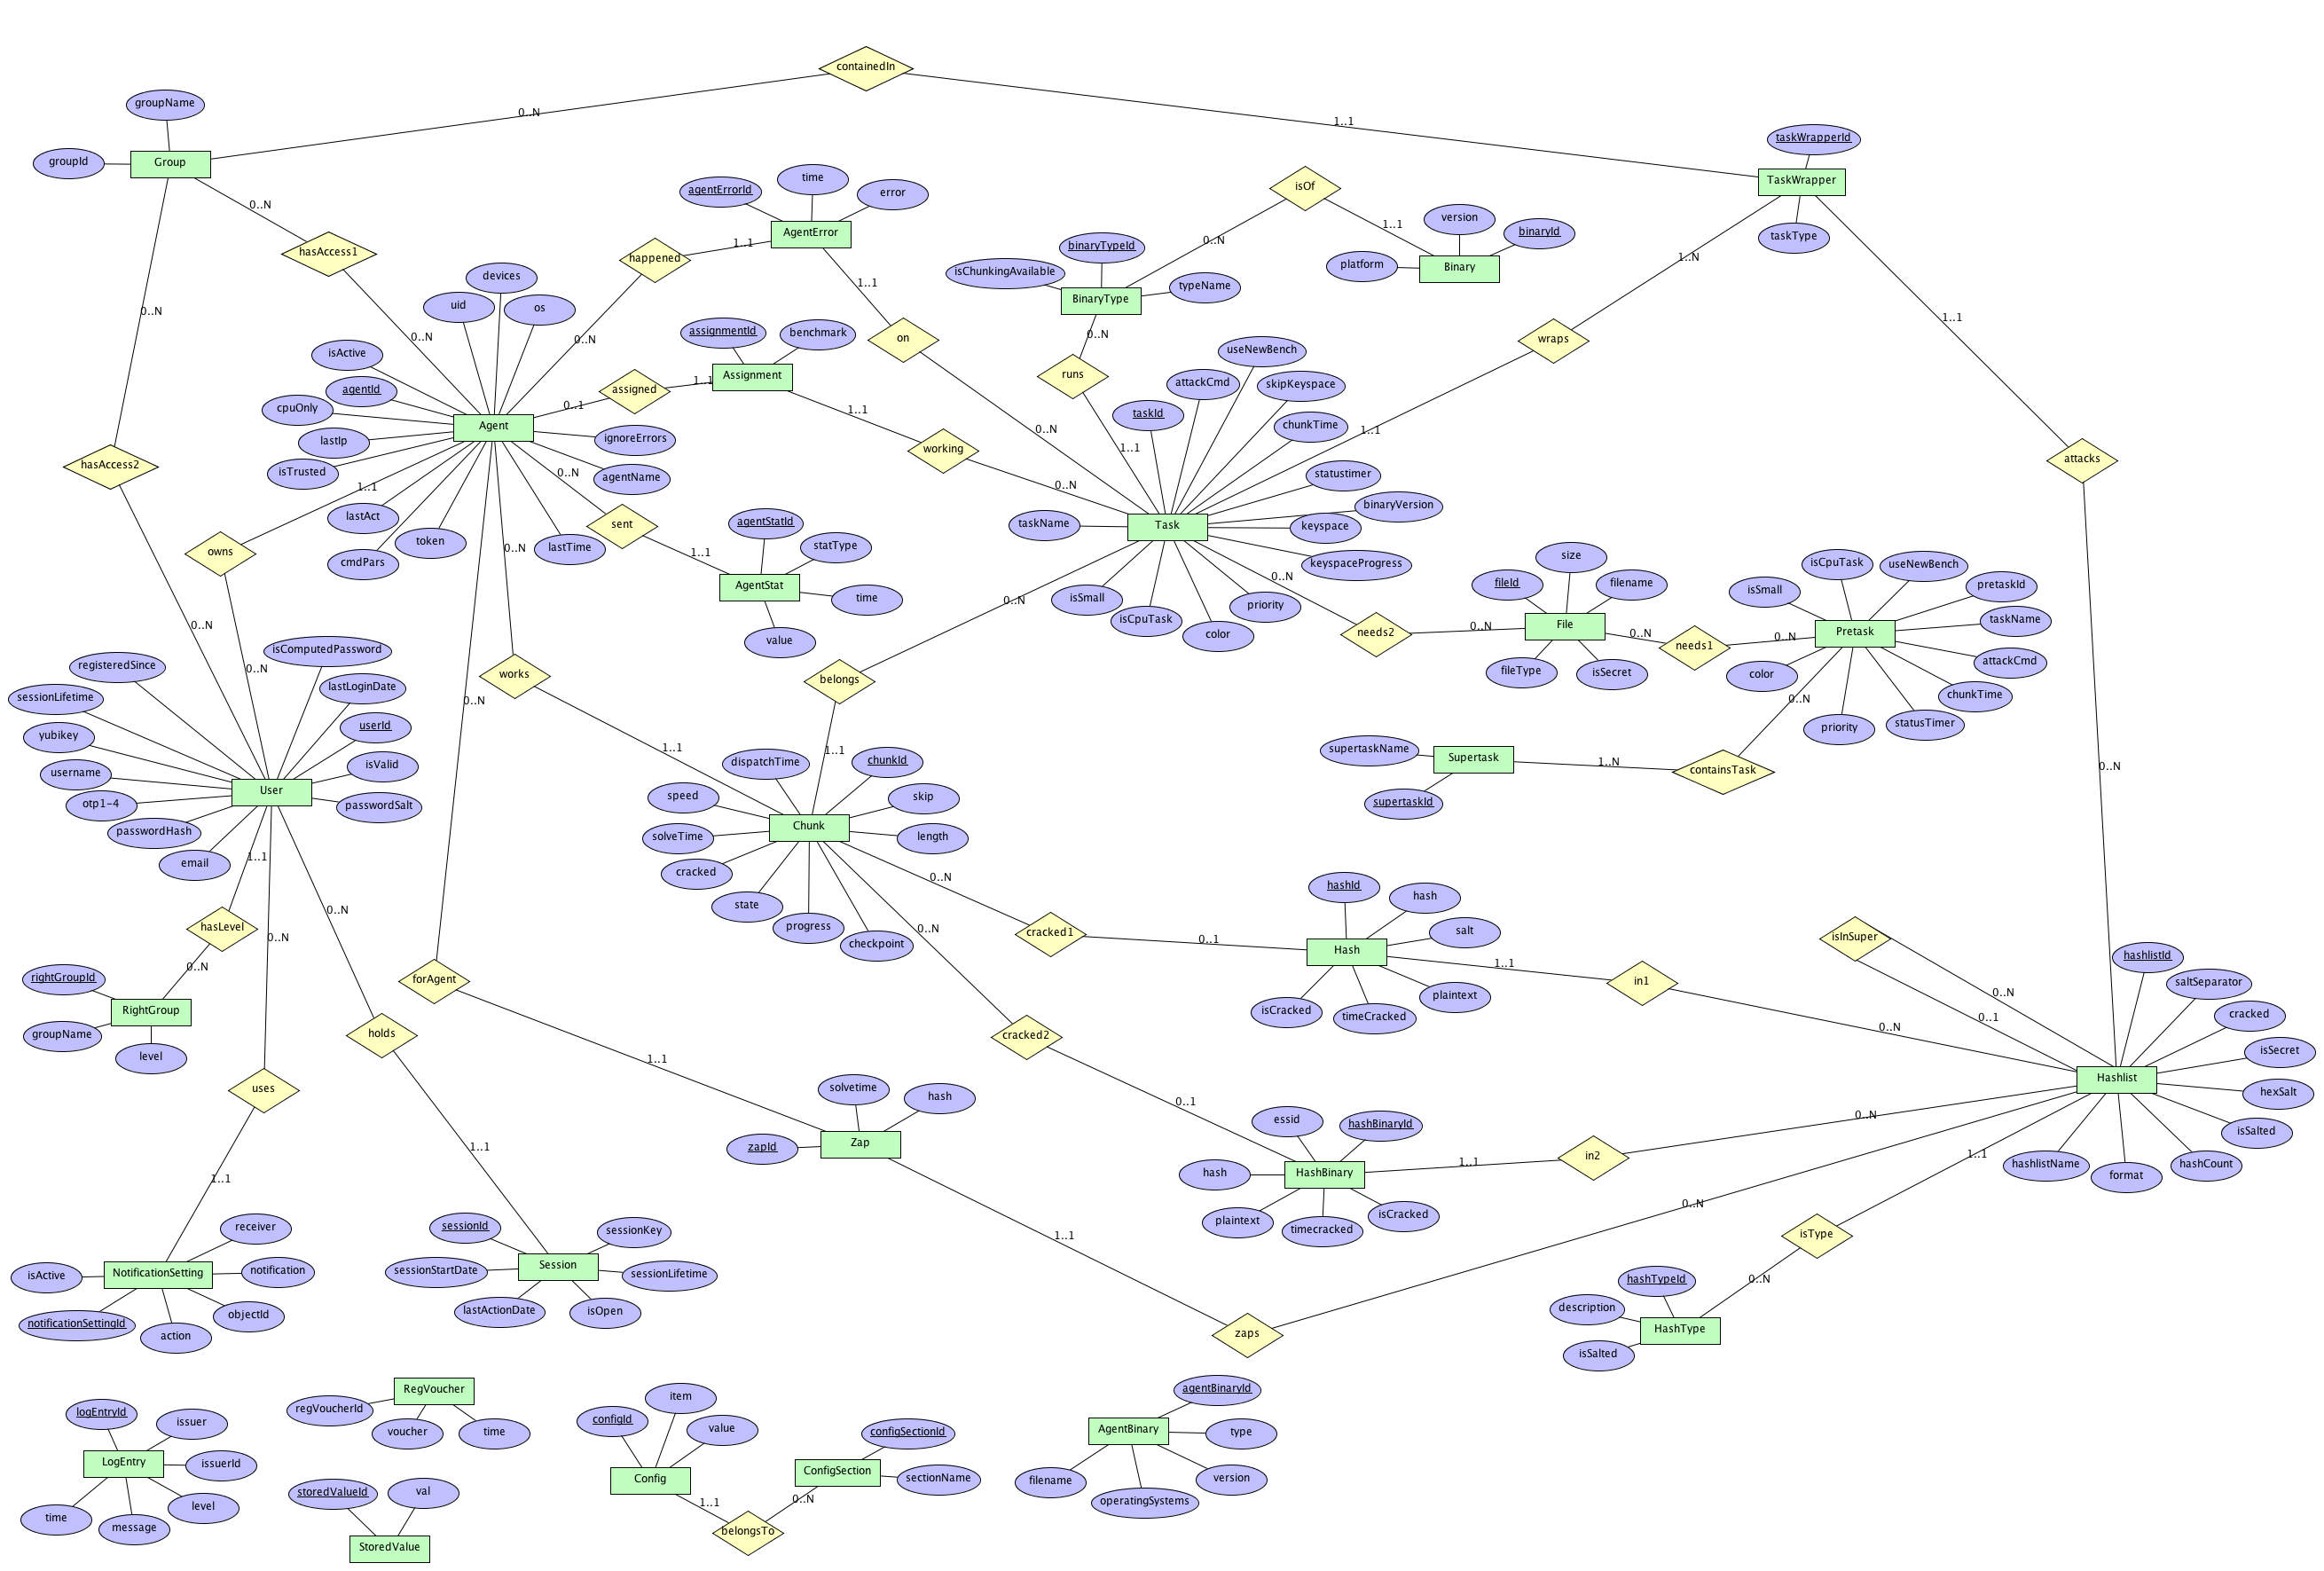 containedIn
groupName
0..N
1..1
taskWrapperId
Group
groupId
TaskWrapper
time
agentErrorId
error
isOf
0..N
version
binaryId
taskType
AgentError
1..1
binaryTypeId
0..N
hasAccess1
happened
1..1
isChunkingAvailable
platform
Binary
1..N
devices
1..1
BinaryType
typeName
uid
os
0..N
assignmentId
benchmark
0..N
1..1
0..N
0..N
on
wraps
isActive
useNewBench
Assignment
1..1
runs
attackCmd
skipKeyspace
agentId
assigned
cpuOnly
0..1
1..1
taskId
chunkTime
Agent
0..N
1..1
1..1
lastIp
ignoreErrors
working
attacks
hasAccess2
isTrusted
0..N
agentName
statustimer
1..1
0..N
binaryVersion
lastAct
sent
agentStatId
taskName
Task
keyspace
token
0..N
lastTime
statType
owns
1..1
size
cmdPars
keyspaceProgress
isCpuTask
useNewBench
AgentStat
0..N
fileId
filename
pretaskId
time
0..N
isSmall
priority
isSmall
taskName
0..N
isCpuTask
color
needs2
0..N
File
0..N
needs1
0..N
Pretask
value
isComputedPassword
attackCmd
registeredSince
0..N
fileType
isSecret
color
works
belongs
lastLoginDate
chunkTime
sessionLifetime
0..N
0..N
userId
priority
statusTimer
yubikey
1..1
1..1
supertaskName
Supertask
1..N
dispatchTime
chunkId
isValid
0..N
username
containsTask
User
speed
skip
otp1-4
passwordSalt
supertaskId
Chunk
passwordHash
solveTime
length
email
1..1
cracked
0..N
hashId
hash
0..N
state
0..N
hasLevel
progress
cracked1
salt
0..N
checkpoint
0..1
Hash
isInSuper
hashlistId
0..N
1..1
rightGroupId
forAgent
in1
saltSeparator
0..N
plaintext
RightGroup
isCracked
timeCracked
0..1
cracked
groupName
holds
cracked2
0..N
level
1..1
isSecret
uses
solvetime
Hashlist
hash
0..1
hexSalt
essid
hashBinaryId
0..N
Zap
isSalted
zapId
1..1
in2
1..1
hash
HashBinary
1..1
hashlistName
hashCount
format
1..1
0..N
isCracked
receiver
sessionId
plaintext
timecracked
sessionKey
1..1
isType
NotificationSetting
notification
Session
isActive
sessionStartDate
sessionLifetime
hashTypeId
0..N
lastActionDate
isOpen
description
objectId
notificationSettingId
HashType
action
zaps
isSalted
RegVoucher
agentBinaryId
item
logEntryId
regVoucherId
configId
issuer
value
configSectionId
voucher
time
AgentBinary
type
LogEntry
issuerId
ConfigSection
Config
sectionName
filename
version
storedValueId
val
level
1..1
0..N
operatingSystems
time
message
belongsTo
StoredValue